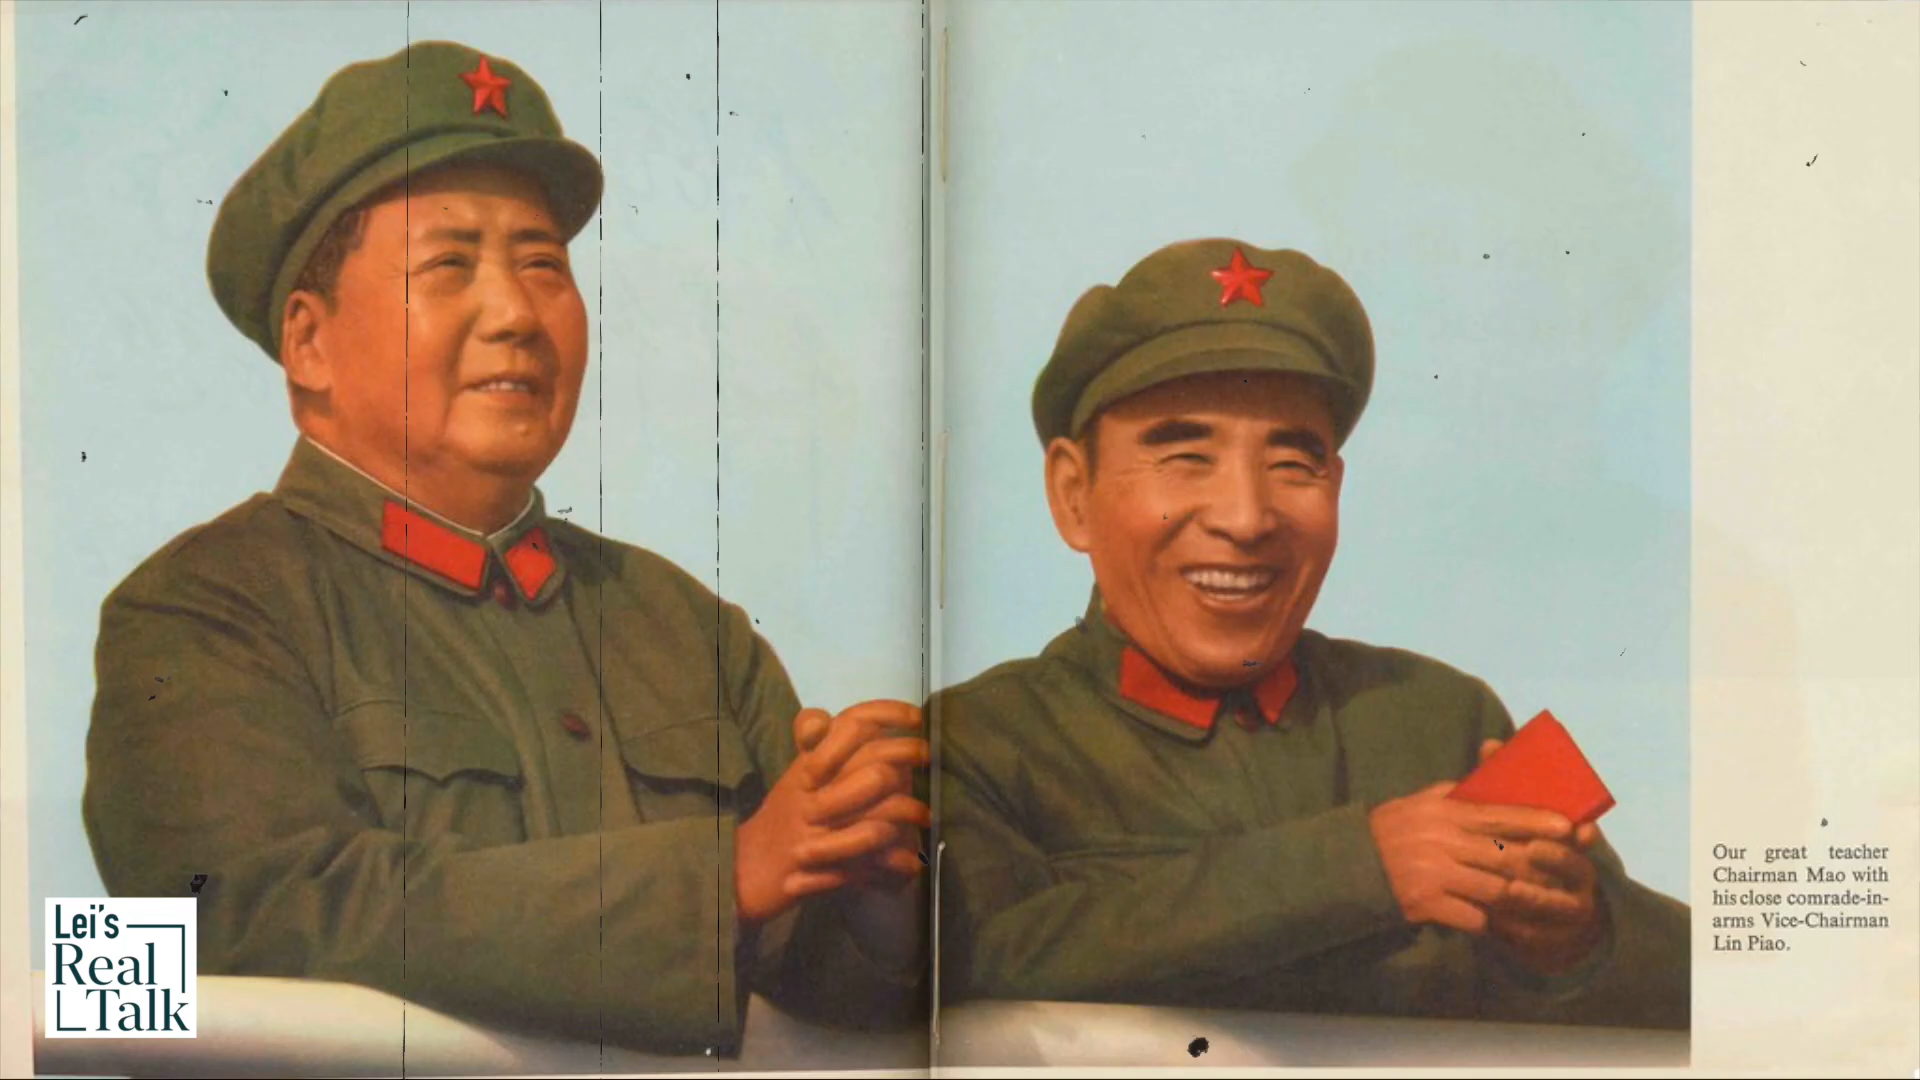 Lei's
Real
Talk
Our great teacher
Chairman Mao with
his close comrade-in-
arms Vice-Chairman
Lin Piao.